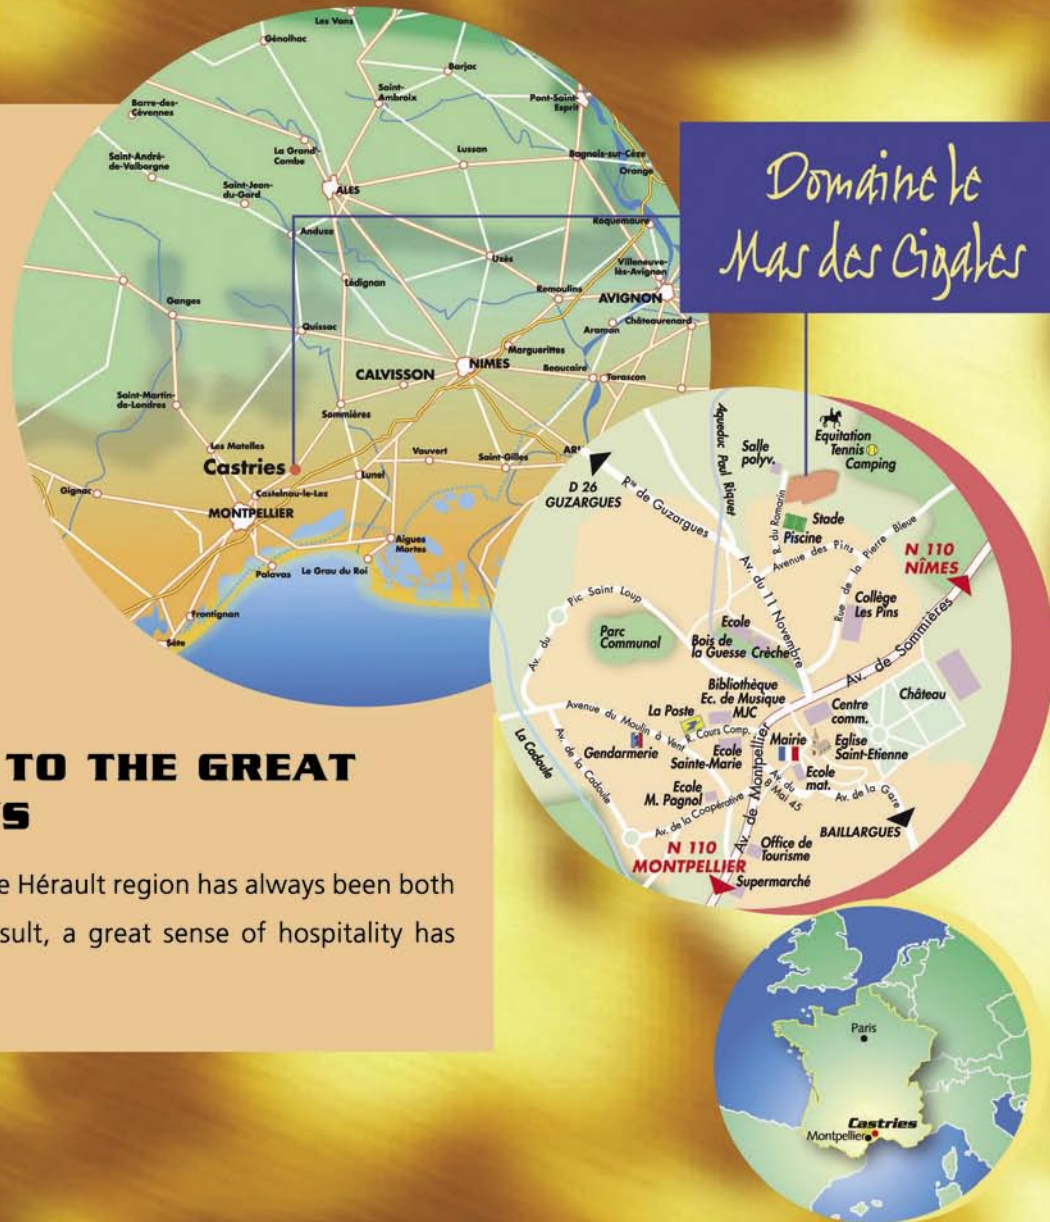 Les Vans
Génolhac
Barjac
Saint-
Ambroix
Pont-Saint-
Esprit
Barre-des-
Cévennes
La Grand'-
Combe
Lussan
Bagnols-sur-Cèze
Orange
Saint-André-
de-Valborgne
Saint-Jean-
du-Gard
ALES
Roquemaure
Anduze
Uzès
Villeneuve-
lès-Avignon
Lédignan
Remoulins
AVIGNON
Ganges
Aramon
Châteaurenard
Quissac
Marguerittes
NIMES
Beaucaire
Tarascon
CALVISSON
Saint-Martin-
de-Londres
Sommières
Les Matelles
Vauvert
Saint-Gilles
Castries
Lunel
Gignac
Castelnau-le-Lez
MONTPELLIER
Aigues
Mortes
Palavas
Le Grau du Roi
Frontignan
Sète
Domaine le
Mas des Cigales
Aqueduc Paul Riquet
Salle
polyv.
Equitation
Tennis
Camping
D 26
GUZARGUES
Rte de Guzargues
R. du Romarin
Stade
Piscine
Avenue des Pins
Rue de la Pierre Bleue
N 110
NÎMES
Av. du 11 Novembre
Collège
Les Pins
Av. du Pic Saint Loup
Parc
Communal
Ecole
Bois de
la Guesse
Crèche
Av. de Sommières
Bibliothèque
Ec. de Musique
MJC
Château
Centre
comm.
La Poste
Avenue du Moulin à Vent
R. Cours Comp.
Gendarmerie
Ecole
Sainte-Marie
Mairie
Eglise
Saint-Etienne
La Cadoule
Av. de la Cadoule
Av. de Montpellier
Ecole
mat.
Ecole
M. Pagnol
Av. du
8 Mai 45
Av. de la Gare
Av. de la Coopérative
BAILLARGUES
N 110
MONTPELLIER
Office de
Tourisme
Supermarché
TO THE GREAT
Hérault region has always been both
a great sense of hospitality has
Paris
Castries
Montpellier